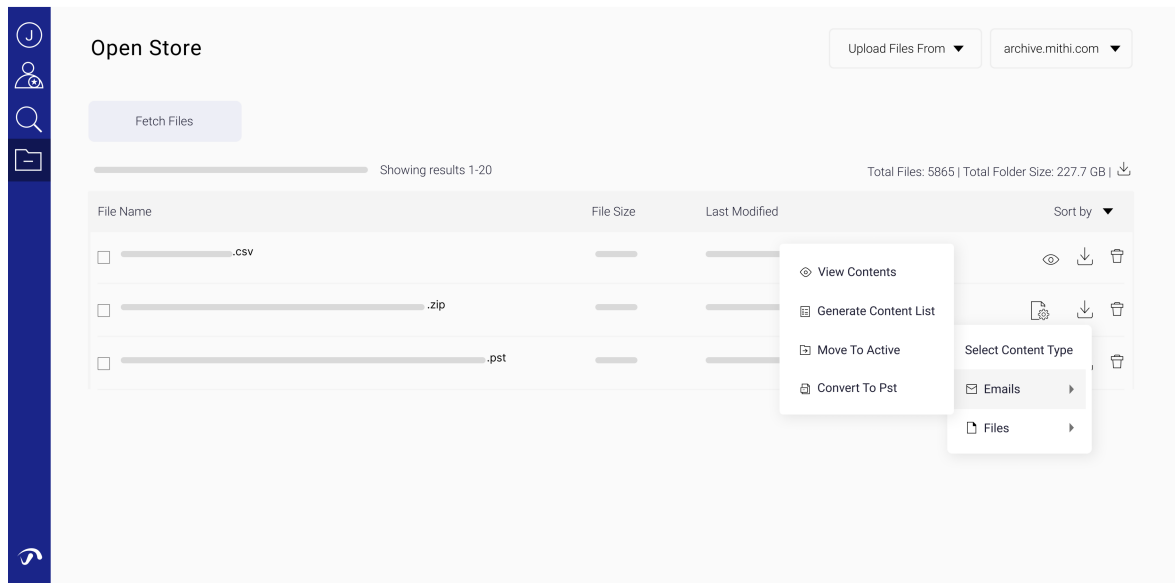 J
Open Store
Upload Files From
archive.mithi.com
Fetch Files
Showing results 1-20
Total Files: 5865 | Total Folder Size: 227.7 GB |
File Name
File Size
Last Modified
Sort by
.csv
.zip
.pst
View Contents
Generate Content List
Move To Active
Convert To Pst
Select Content Type
Emails
Files